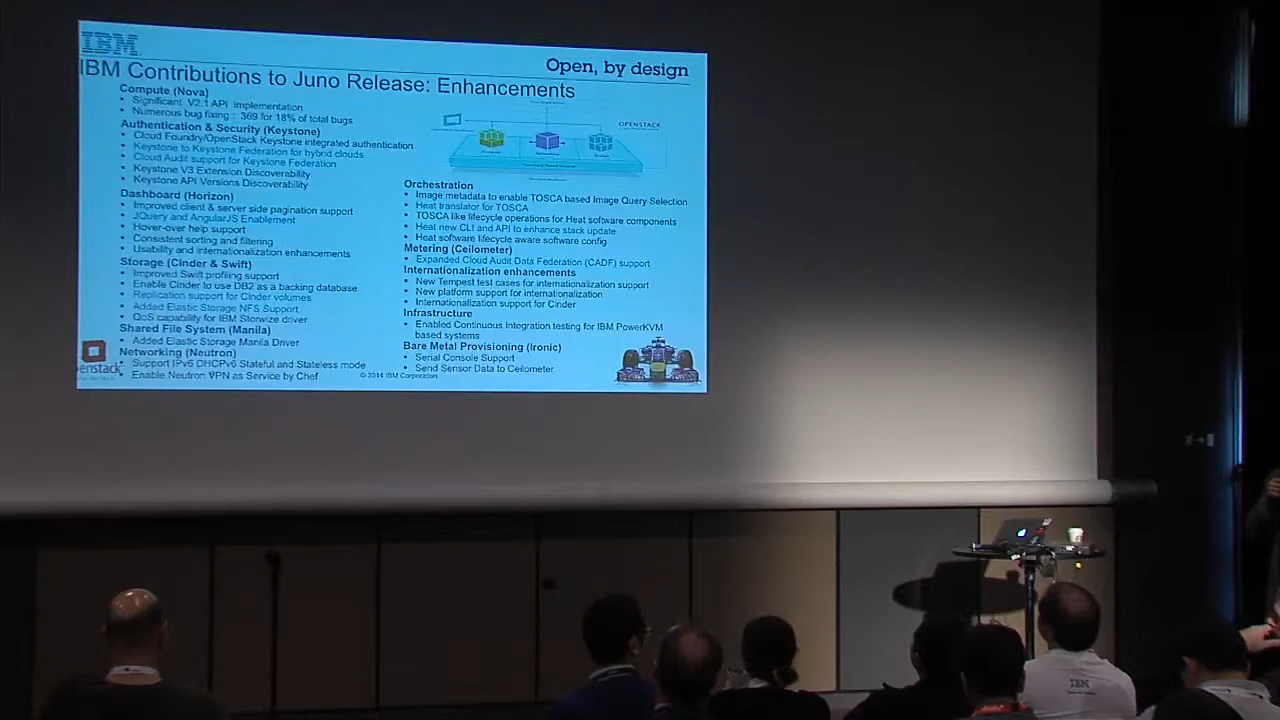 IBM
Open, by design
IBM Contributions to Juno Release: Enhancements
Compute (Nova)
• Significant V2.1 API implementation
• Numerous bug fixing : 369 for 18% of total bugs
Authentication & Security (Keystone)
• Cloud Foundry/OpenStack Keystone integrated authentication
• Keystone to Keystone Federation for hybrid clouds
• Cloud Audit support for Keystone Federation
• Keystone V3 Extension Discoverability
• Keystone API Versions Discoverability
Dashboard (Horizon)
• Improved client & server side pagination support
• JQuery and AngularJS Enablement
• Hover-over help support
• Consistent sorting and filtering
• Usability and internationalization enhancements
Storage (Cinder & Swift)
• Improved Swift profiling support
• Enable Cinder to use DB2 as a backing database
• Replication support for Cinder volumes
• Added Elastic Storage NFS Support
• QoS capability for IBM Storwize driver
Shared File System (Manila)
• Added Elastic Storage Manila Driver
Networking (Neutron)
• Support IPv6 DHCPv6 Stateful and Stateless mode
• Enable Neutron VPN as Service by Chef
OPENSTACK
Orchestration
• Image metadata to enable TOSCA based Image Query Selection
• Heat translator for TOSCA
• TOSCA like lifecycle operations for Heat software components
• Heat new CLI and API to enhance stack update
• Heat software lifecycle aware software config
Metering (Ceilometer)
• Expanded Cloud Audit Data Federation (CADF) support
Internationalization enhancements
• New Tempest test cases for internationalization support
• New platform support for internationalization
• Internationalization support for Cinder
Infrastructure
• Enabled Continuous Integration testing for IBM PowerKVM
based systems
Bare Metal Provisioning (Ironic)
• Serial Console Support
• Send Sensor Data to Ceilometer
enstack
© 2014 IBM Corporation
IBM